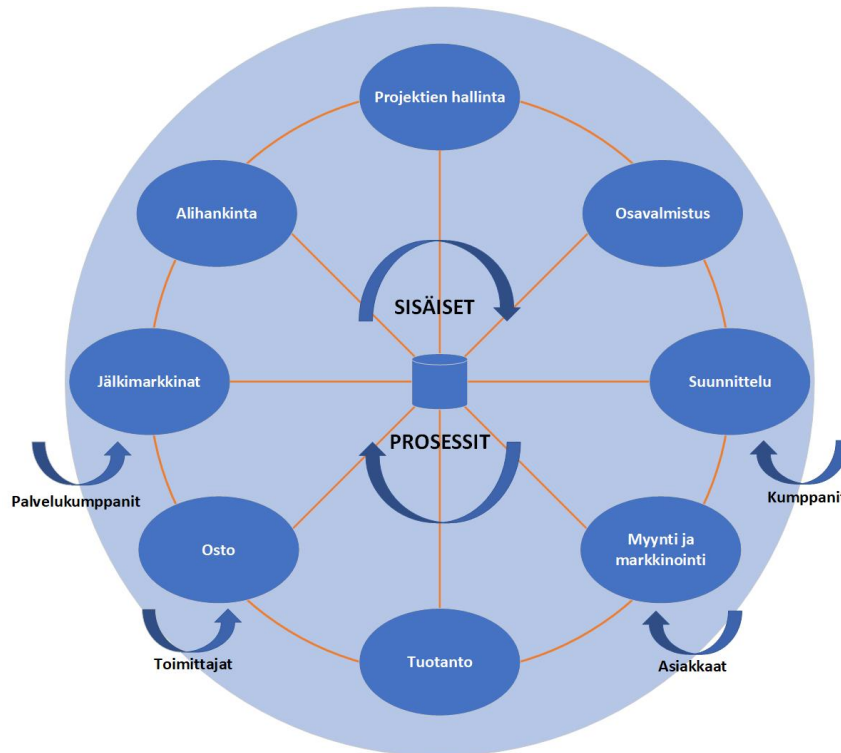 Projektien hallinta
Alihankinta
Osavalmistus
SISÄISET
Jälkimarkkinat
Suunnittelu
PROSESSIT
Palvelukumppanit
Kumppanit
Osto
Myynti ja
markkinointi
Toimittajat
Tuotanto
Asiakkaat